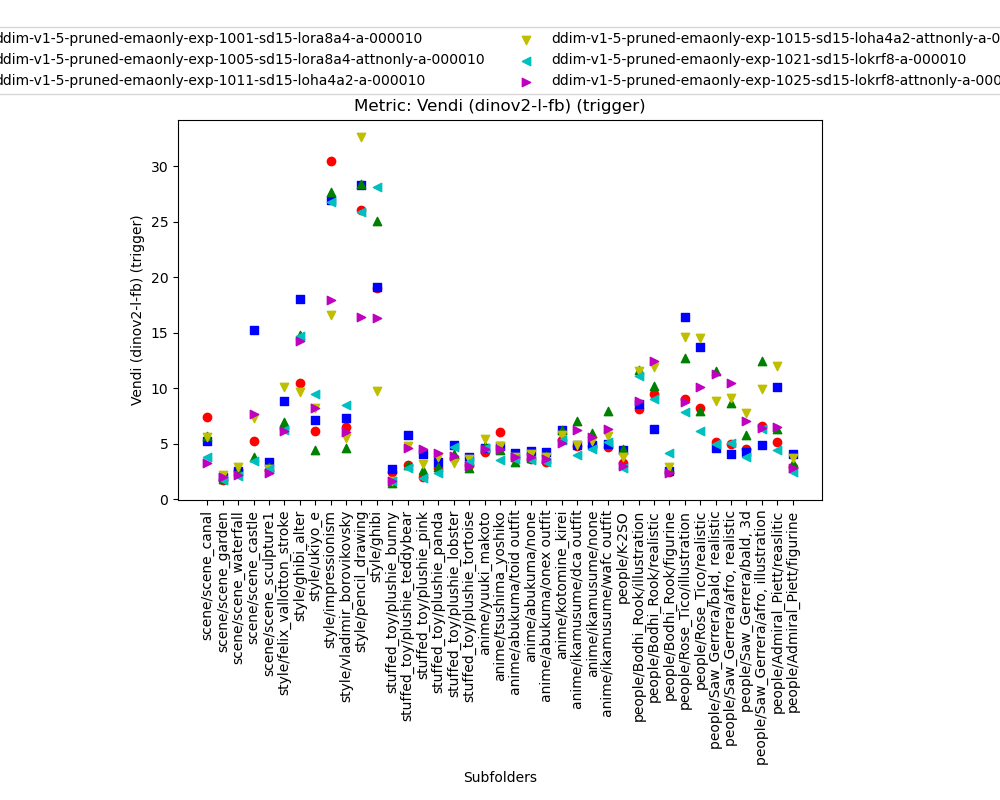 ddim-v1-5-pruned-emaonly-exp-1001-sd15-lora8a4-a-000010
ddim-v1-5-pruned-emaonly-exp-1005-sd15-lora8a4-attnonly-a-000010
ddim-v1-5-pruned-emaonly-exp-1011-sd15-loha4a2-a-000010
ddim-v1-5-pruned-emaonly-exp-1015-sd15-loha4a2-attnonly-a-0
ddim-v1-5-pruned-emaonly-exp-1021-sd15-lokrf8-a-000010
ddim-v1-5-pruned-emaonly-exp-1025-sd15-lokrf8-attnonly-a-000
Metric: Vendi (dinov2-l-fb) (trigger)
Vendi (dinov2-l-fb) (trigger)
30
25
20
15
10
5
0
scene/scene_canal
scene/scene_garden
scene/scene_waterfall
scene/scene_castle
scene/scene_sculpture1
style/felix_vallotton_stroke
style/ghibi_alter
style/ukiyo_e
style/impressionism
style/vladimir_borovikovsky
style/pencil_drawing
style/ghibi
stuffed_toy/plushie_bunny
stuffed_toy/plushie_teddybear
stuffed_toy/plushie_pink
stuffed_toy/plushie_panda
stuffed_toy/plushie_lobster
stuffed_toy/plushie_tortoise
anime/yuuki_makoto
anime/tsushima_yoshiko
anime/abukuma/toid outfit
anime/abukuma/none
anime/abukuma/onex outfit
anime/kotomine_kirei
anime/ikamusume/dca outfit
anime/ikamusume/none
anime/ikamusume/wafc outfit
people/K-2SO
people/Bodhi_Rook/illustration
people/Bodhi_Rook/realistic
people/Bodhi_Rook/figurine
people/Rose_Tico/illustration
people/Rose_Tico/realistic
people/Saw_Gerrera/bald, realistic
people/Saw_Gerrera/afro, realistic
people/Saw_Gerrera/bald, 3d
people/Saw_Gerrera/afro, illustration
people/Admiral_Piett/reaslitic
people/Admiral_Piett/figurine
Subfolders